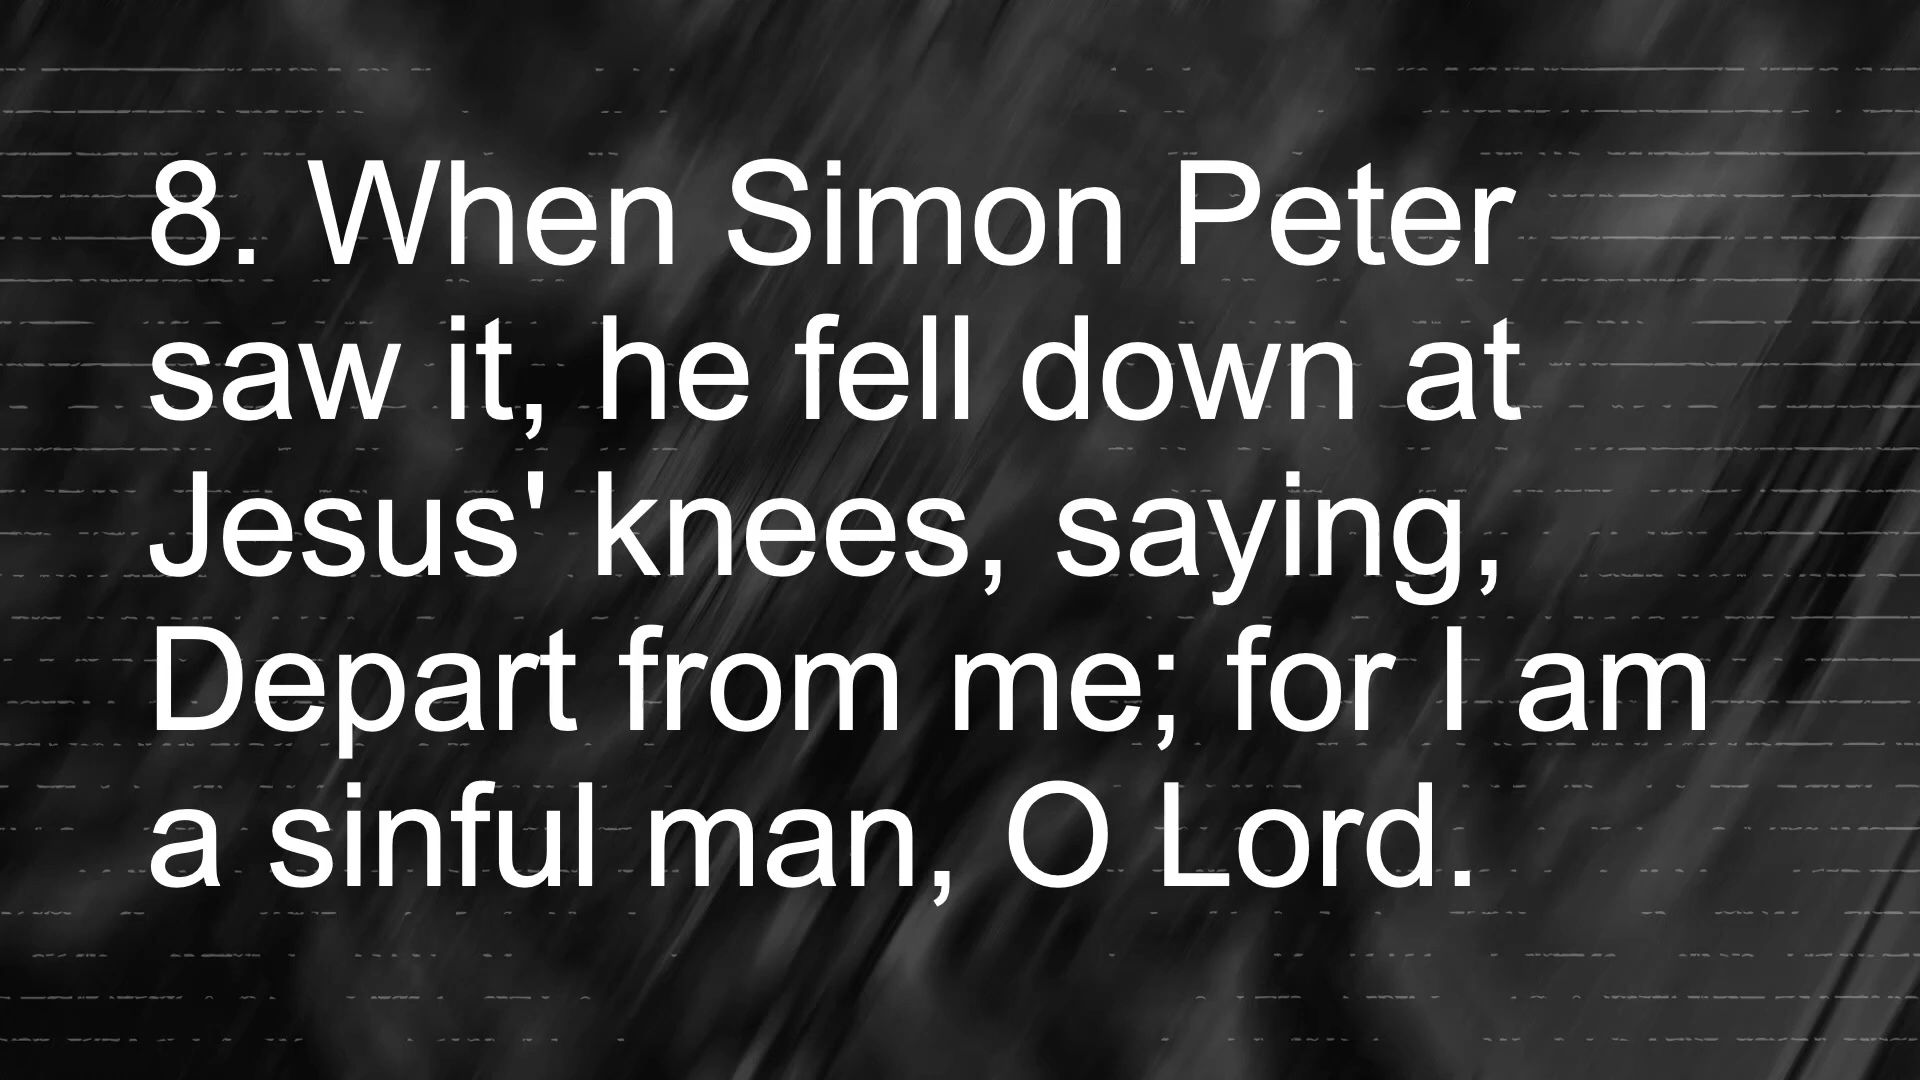 8. When Simon Peter
saw it, he fell down at
Jesus' knees, saying,
Depart from me; for I am
a sinful man, O Lord.